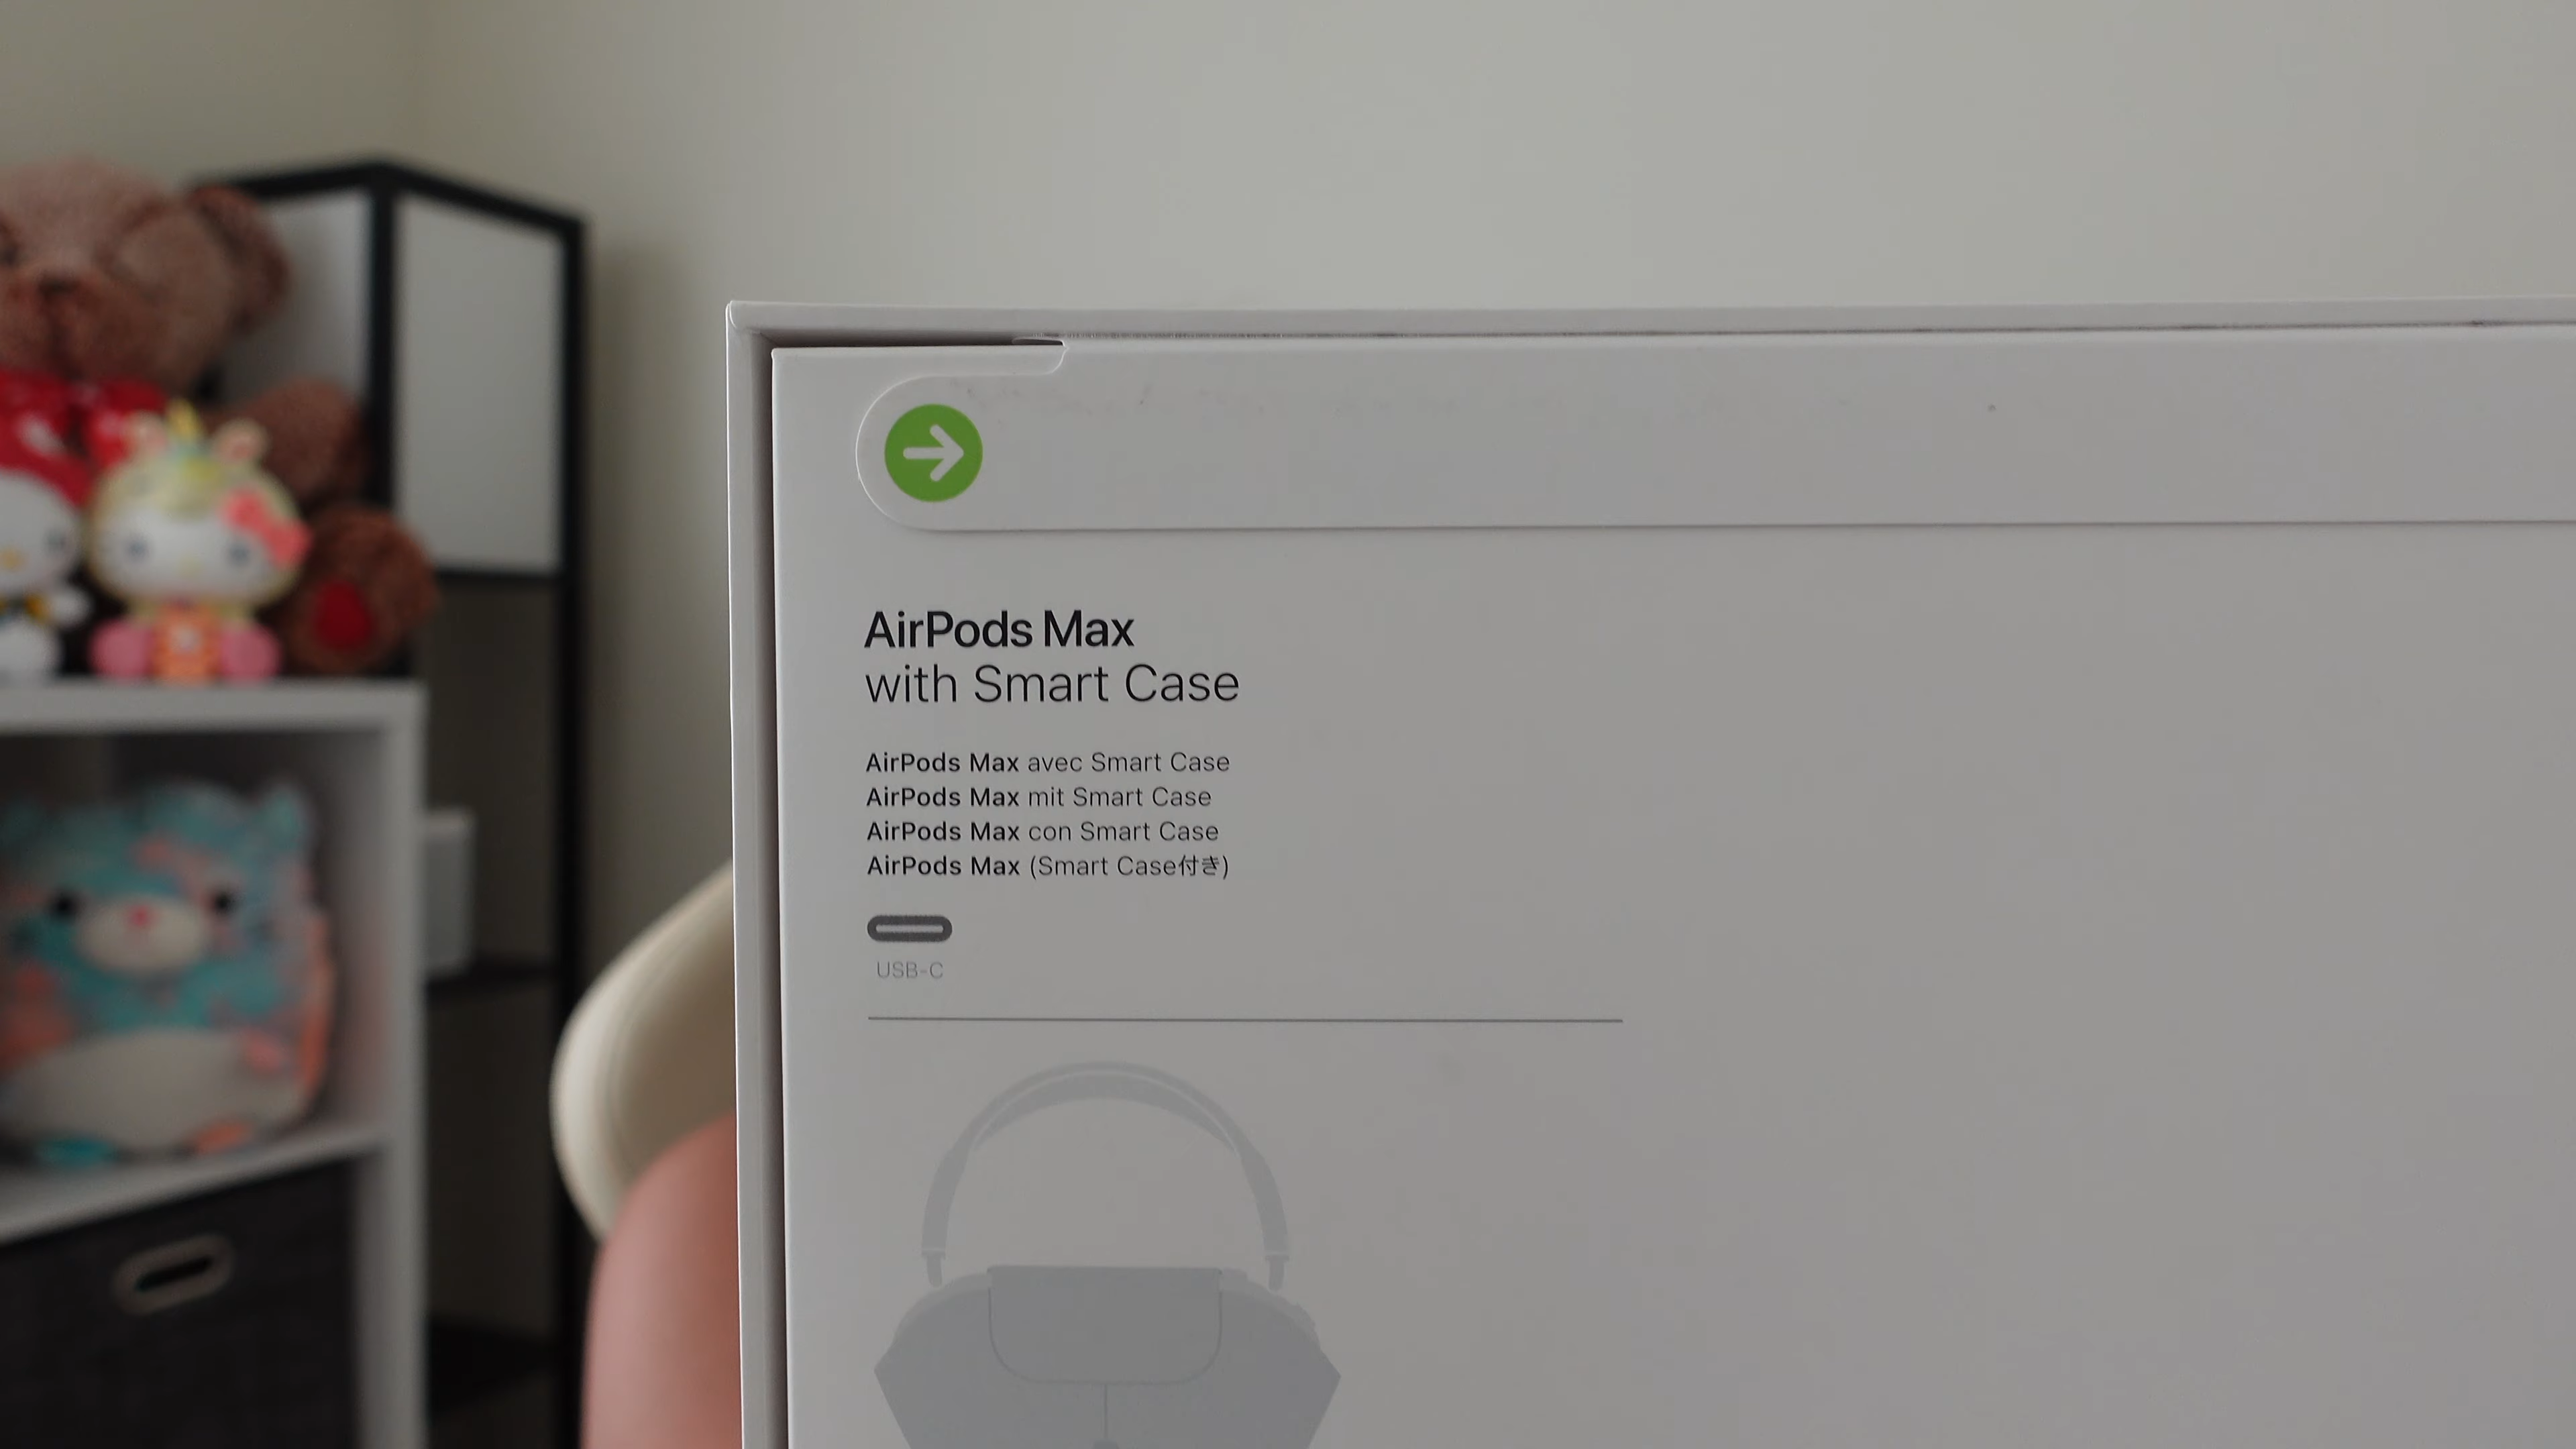 AirPods Max
with Smart Case
AirPods Max avec Smart Case
AirPods Max mit Smart Case
AirPods Max con Smart Case
AirPods Max (Smart Case付き)
USB-C